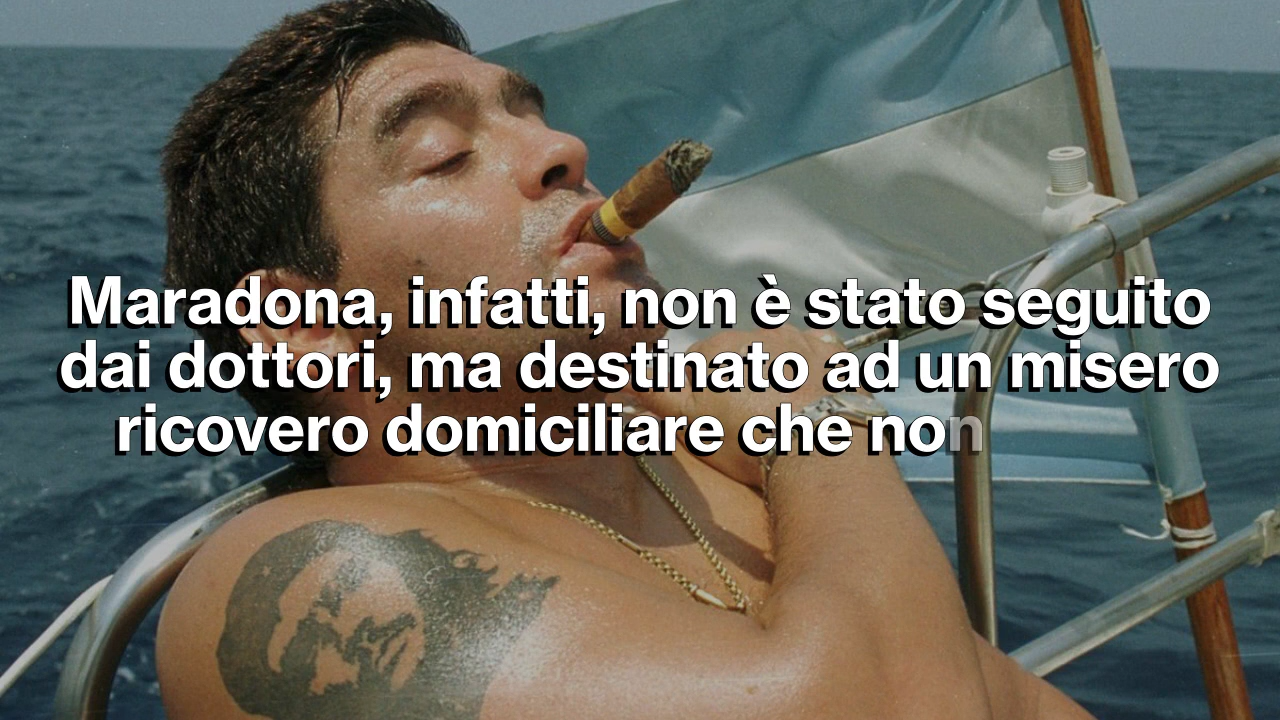 Maradona, infatti, non è stato seguito
dai dottori, ma destinato ad un misero
ricovero domiciliare che non